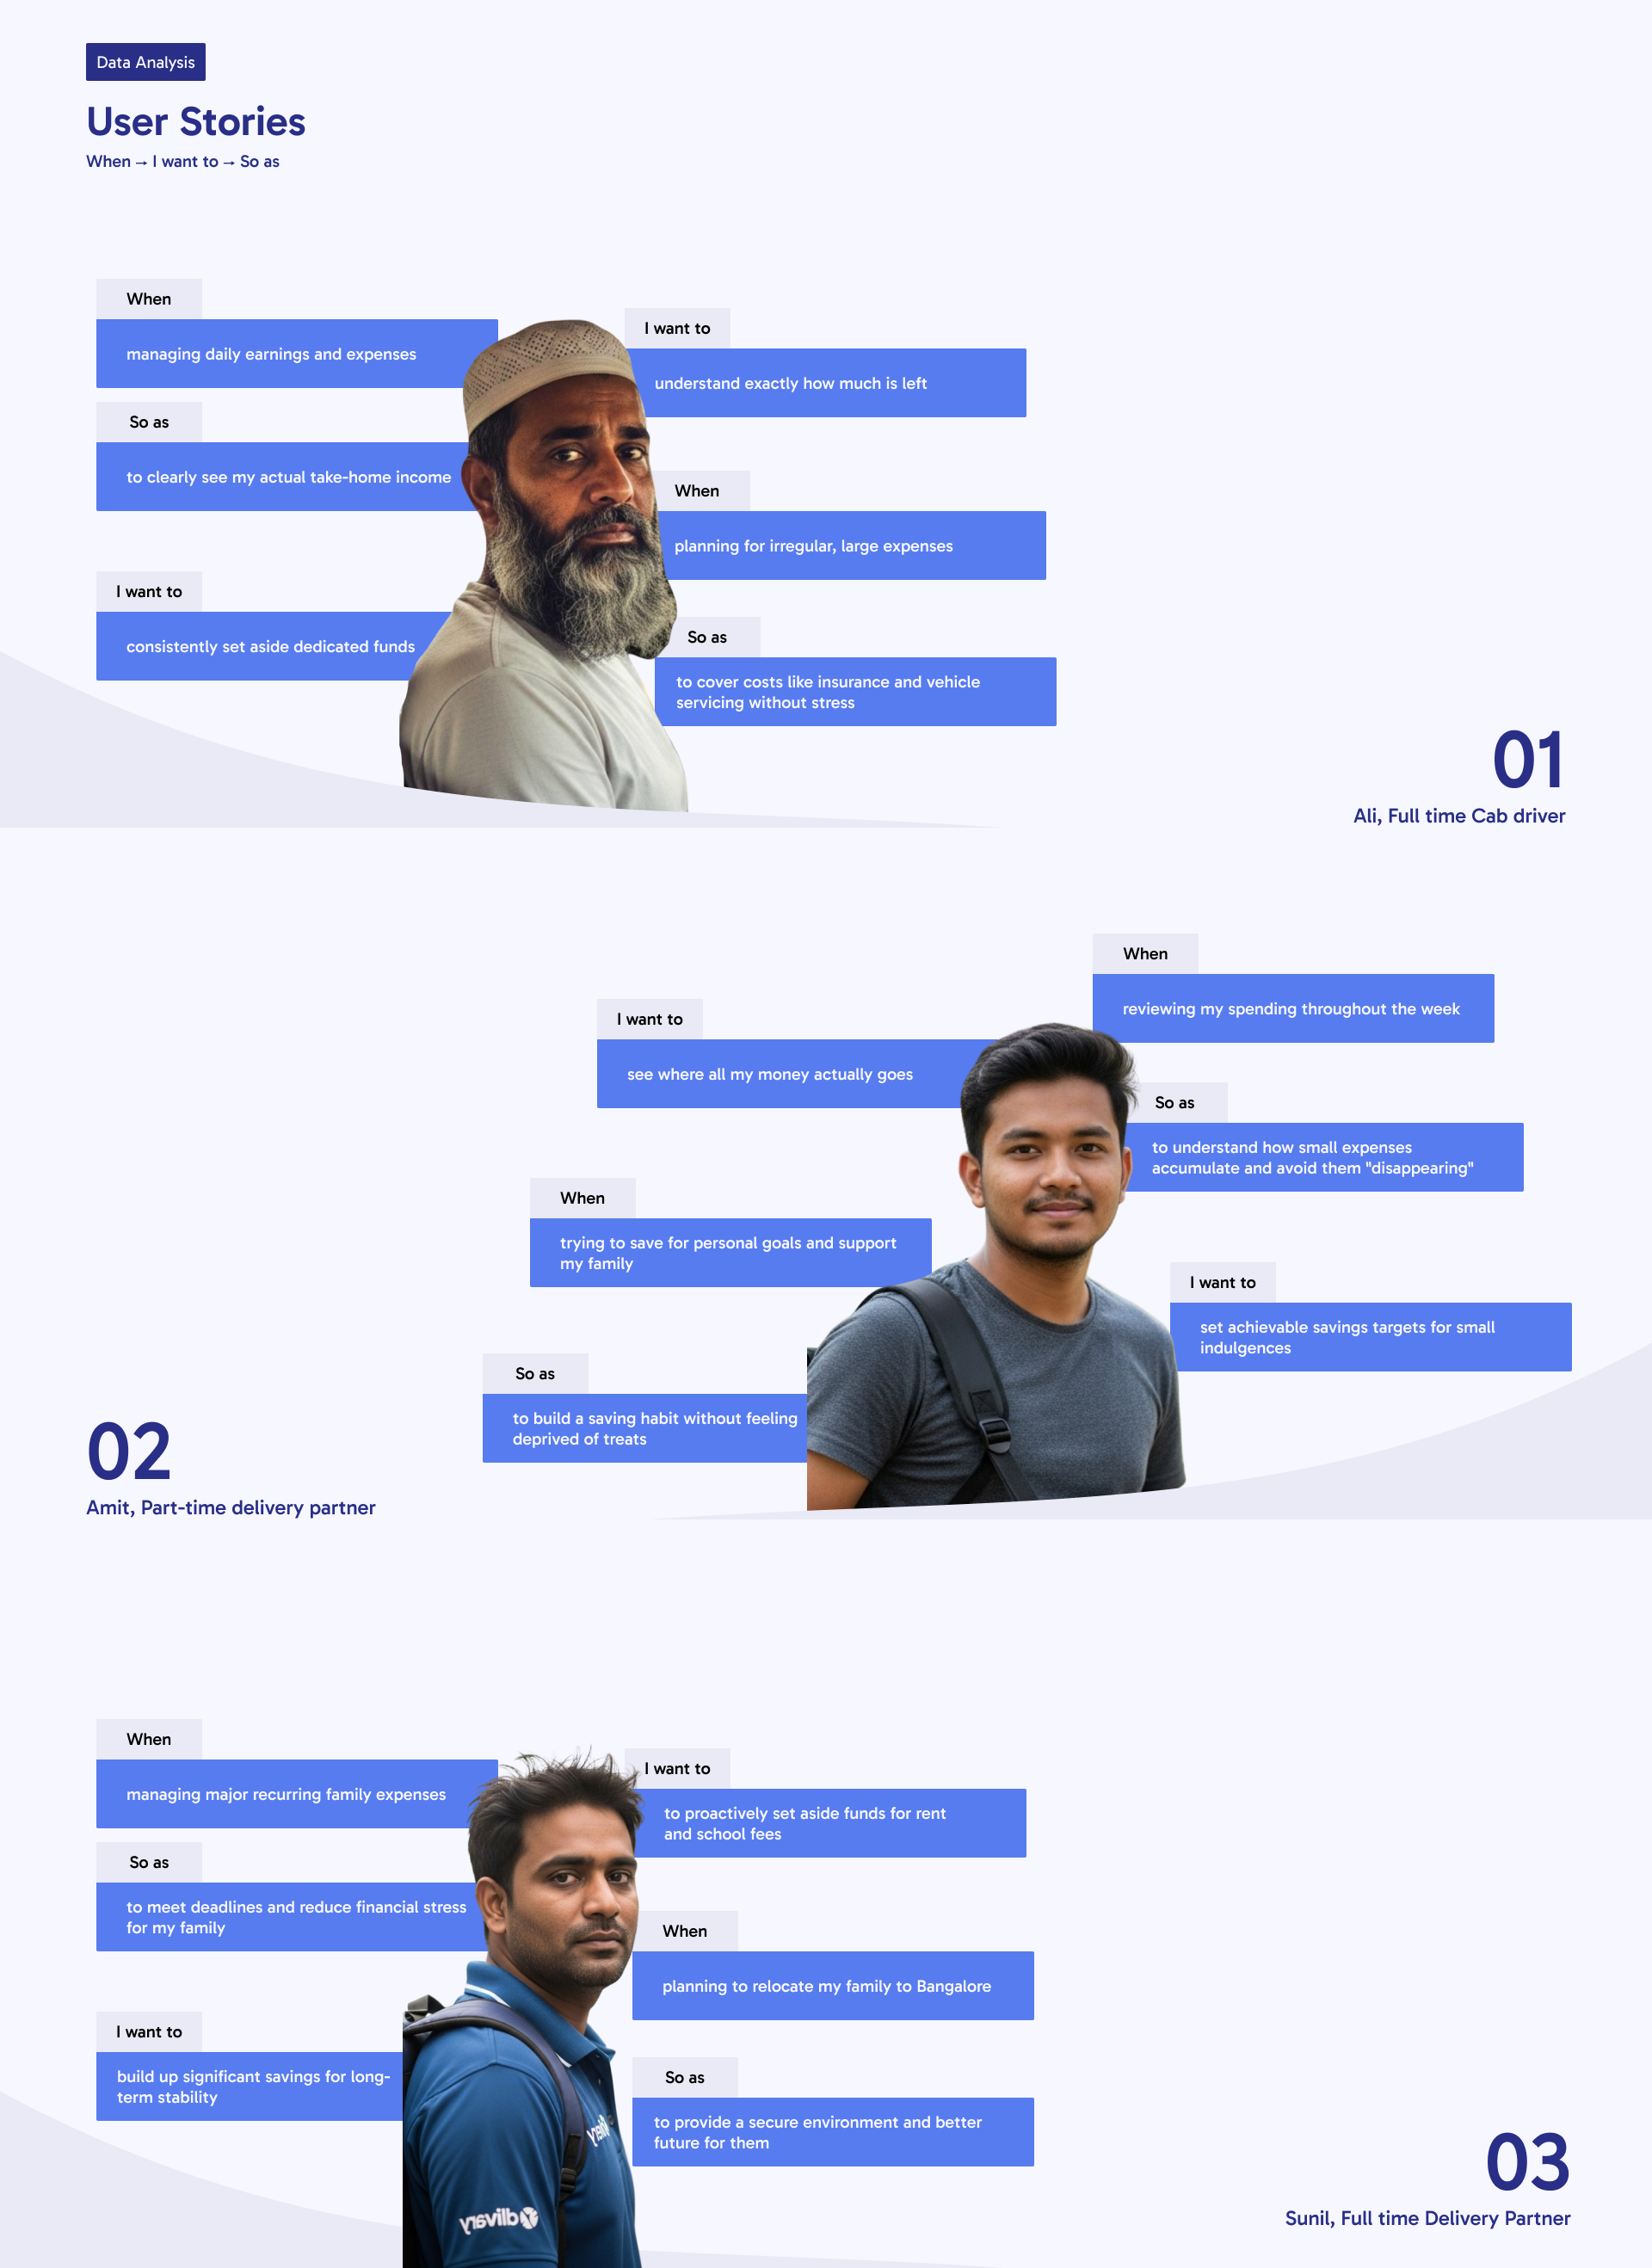 Data Analysis
User Stories
When → I want to → So as
When
managing daily earnings and expenses
I want to
understand exactly how much is left
So as
to clearly see my actual take-home income
When
planning for irregular, large expenses
I want to
consistently set aside dedicated funds
So as
to cover costs like insurance and vehicle
servicing without stress
01
Ali, Full time Cab driver
When
reviewing my spending throughout the week
I want to
see where all my money actually goes
So as
to understand how small expenses
accumulate and avoid them "disappearing"
When
trying to save for personal goals and support
my family
I want to
set achievable savings targets for small
indulgences
So as
to build a saving habit without feeling
deprived of treats
02
Amit, Part-time delivery partner
When
managing major recurring family expenses
I want to
to proactively set aside funds for rent
and school fees
So as
to meet deadlines and reduce financial stress
for my family
When
planning to relocate my family to Bangalore
I want to
build up significant savings for long-
term stability
So as
to provide a secure environment and better
future for them
dlivary
03
Sunil, Full time Delivery Partner